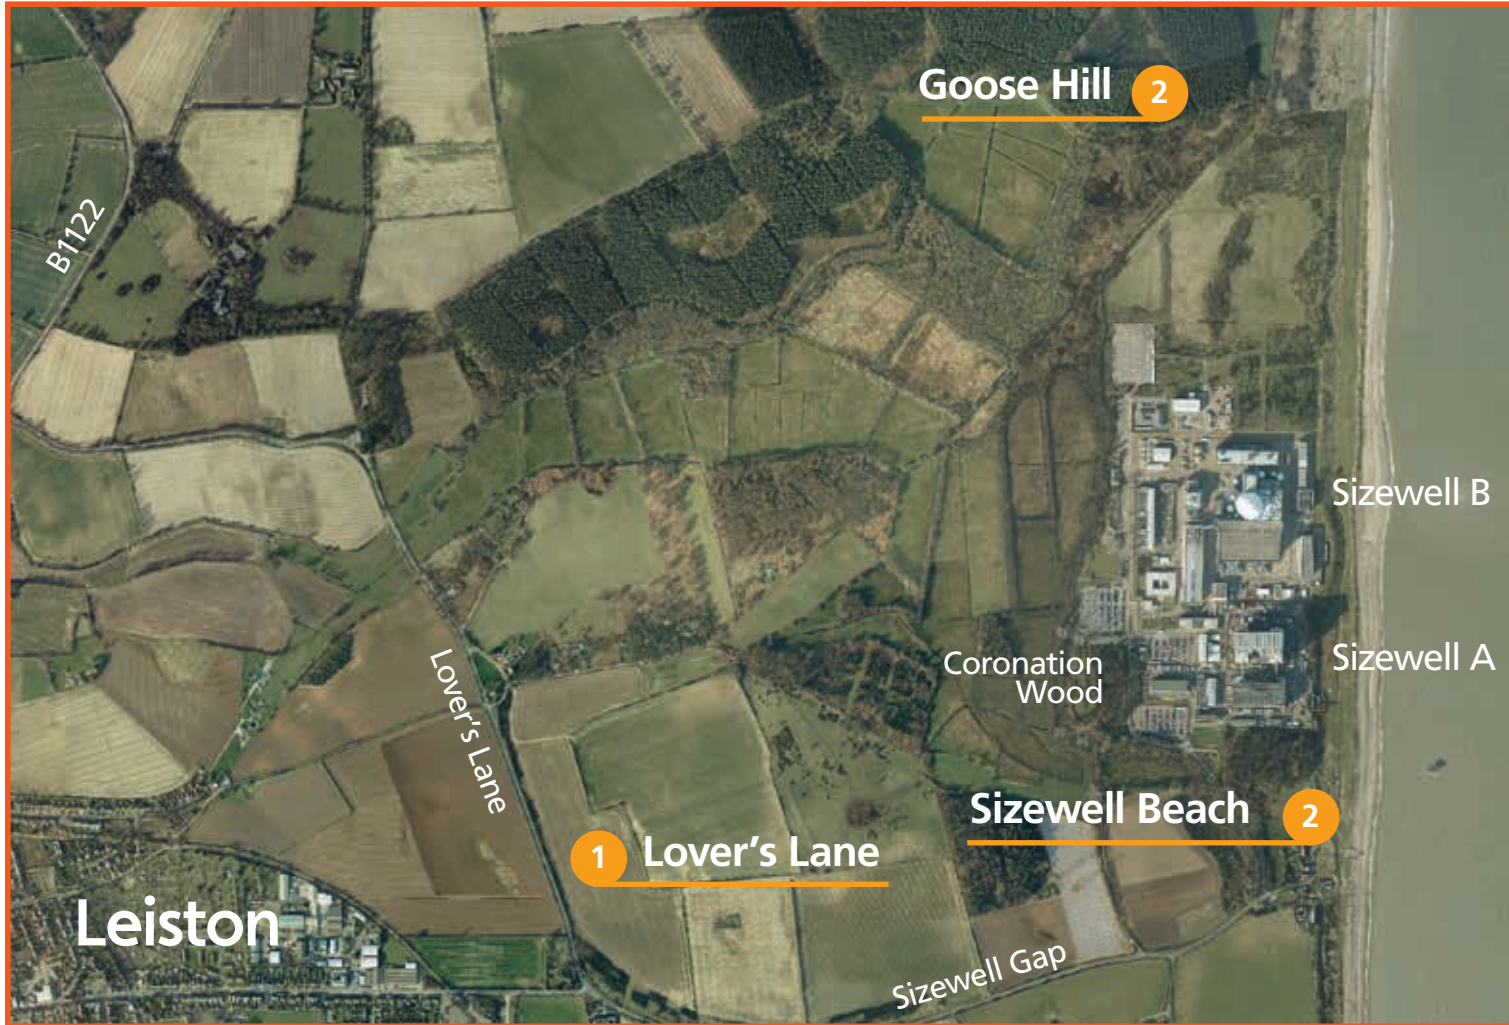 Goose Hill 2
B1122
Sizewell B
Sizewell A
Coronation
Wood
Lover's Lane
Sizewell Beach 2
1 Lover's Lane
Leiston
Sizewell Gap